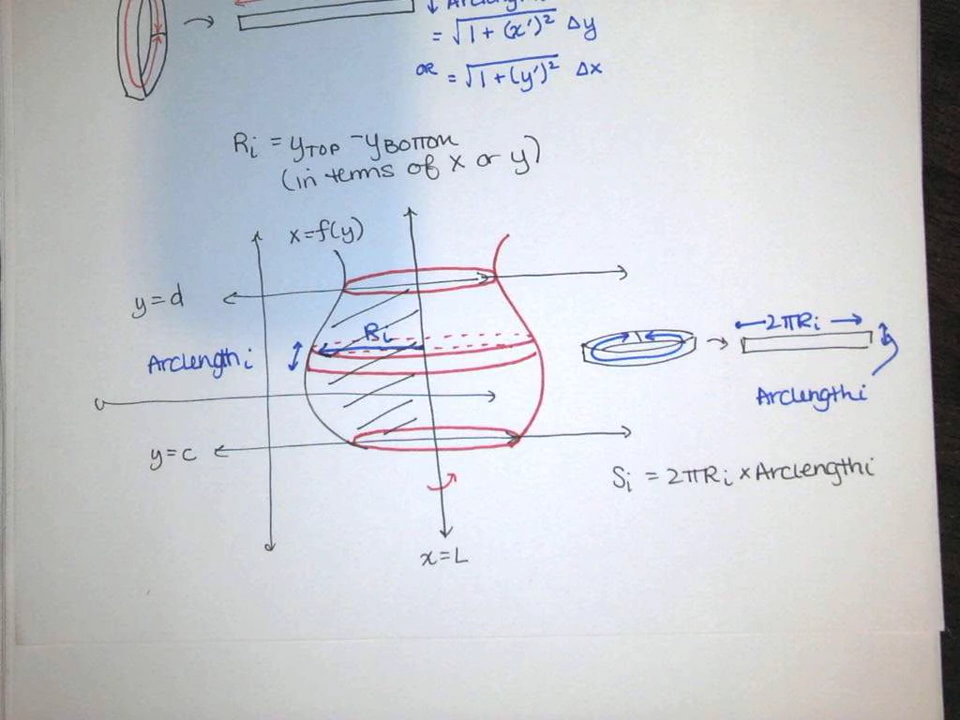 = √1 + (x')² Δy
OR = √1 + (y')² Δx
Ri = yTOP - yBOTTOM
(in terms of x or y)
x=f(y)
y=d
Ri
2πRi
Arclengthi
Arclengthi
y=c
Si = 2πRi × Arclengthi
x=L